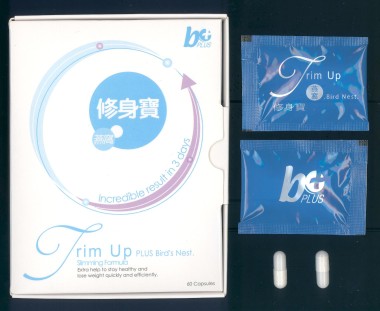 b+
PLUS
修身寶
燕窩
Incredible result in 3 days
Trim Up PLUS Bird's Nest.
Slimming Formula
Extra help, to stay healthy and
lose weight quickly and efficiently.
60 Capsules
Trim Up
燕窩
Bird Nest.
修身寶
b+
PLUS